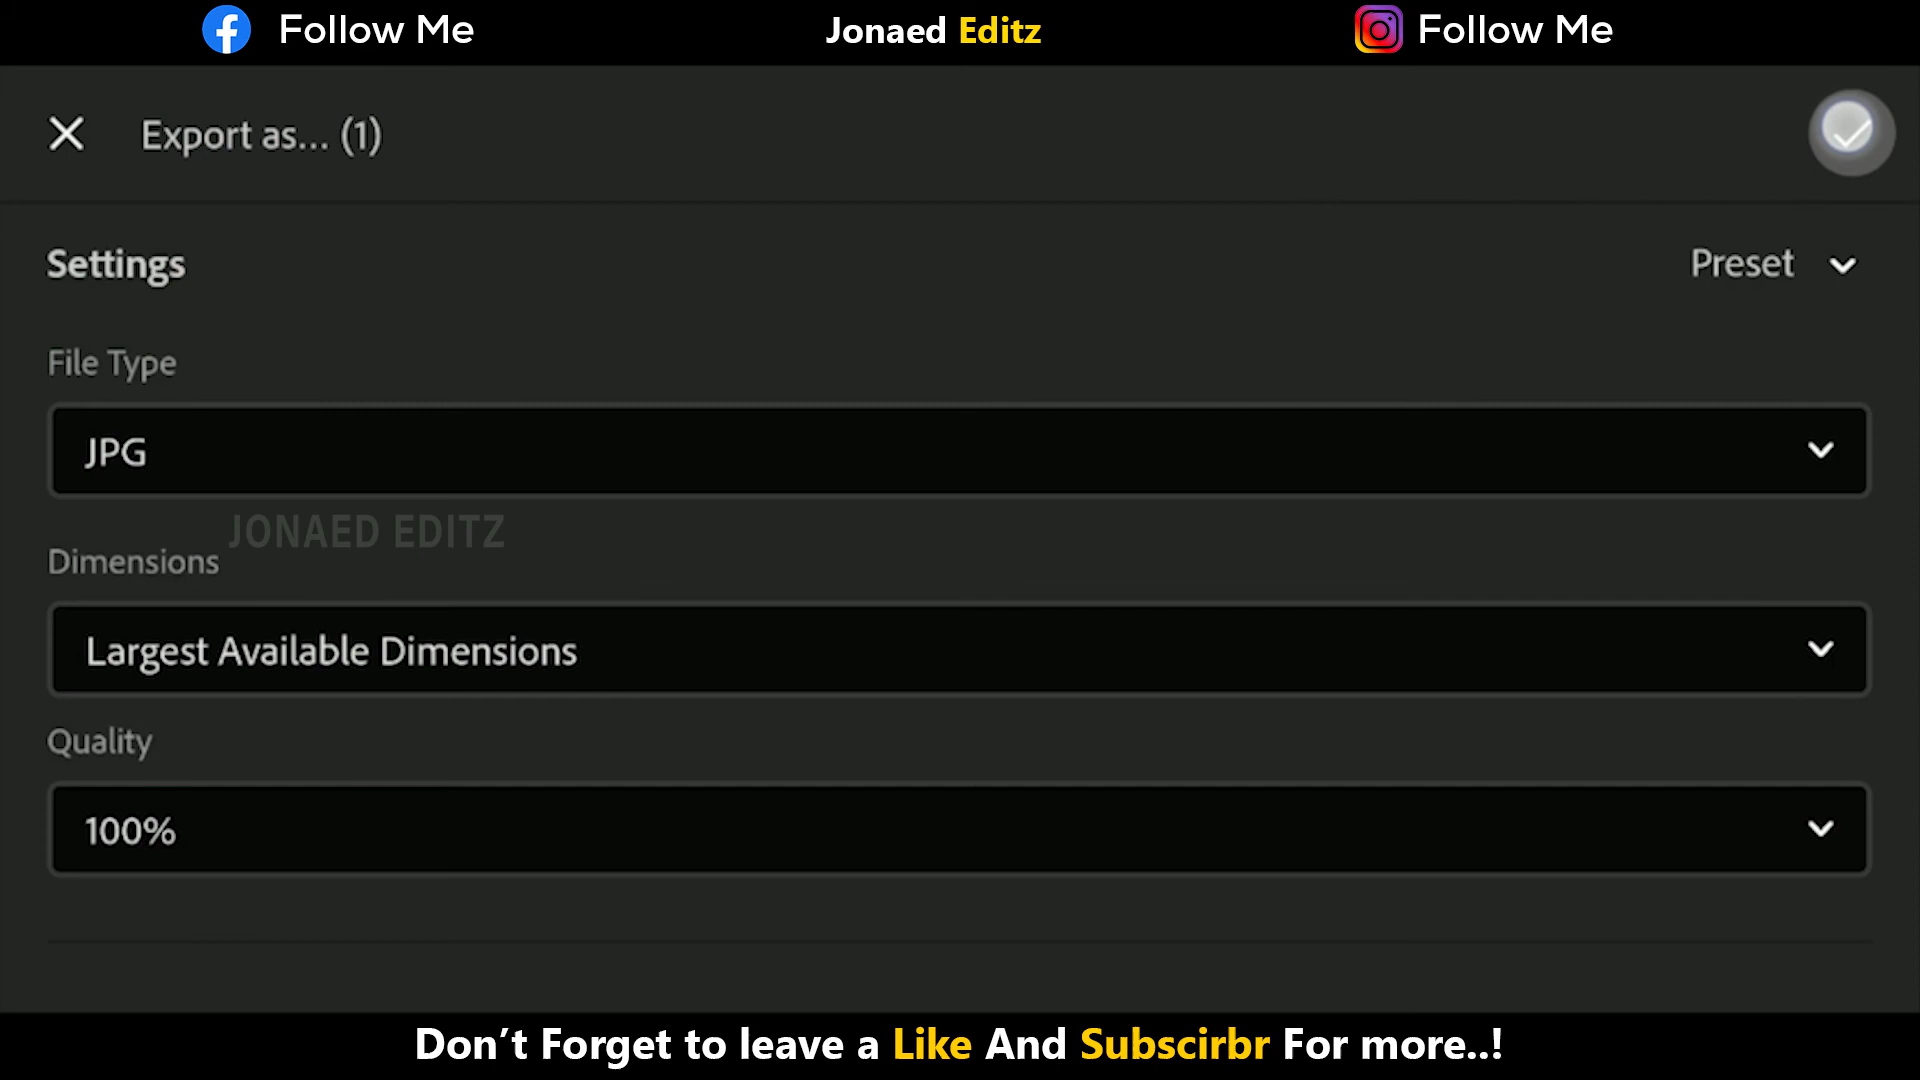 Follow Me
Jonaed Editz
Follow Me
Export as... (1)
Settings
Preset
File Type
JPG
JONAED EDITZ
Dimensions
Largest Available Dimensions
Quality
100%
Don’t Forget to leave a Like And Subscirbr For more..!